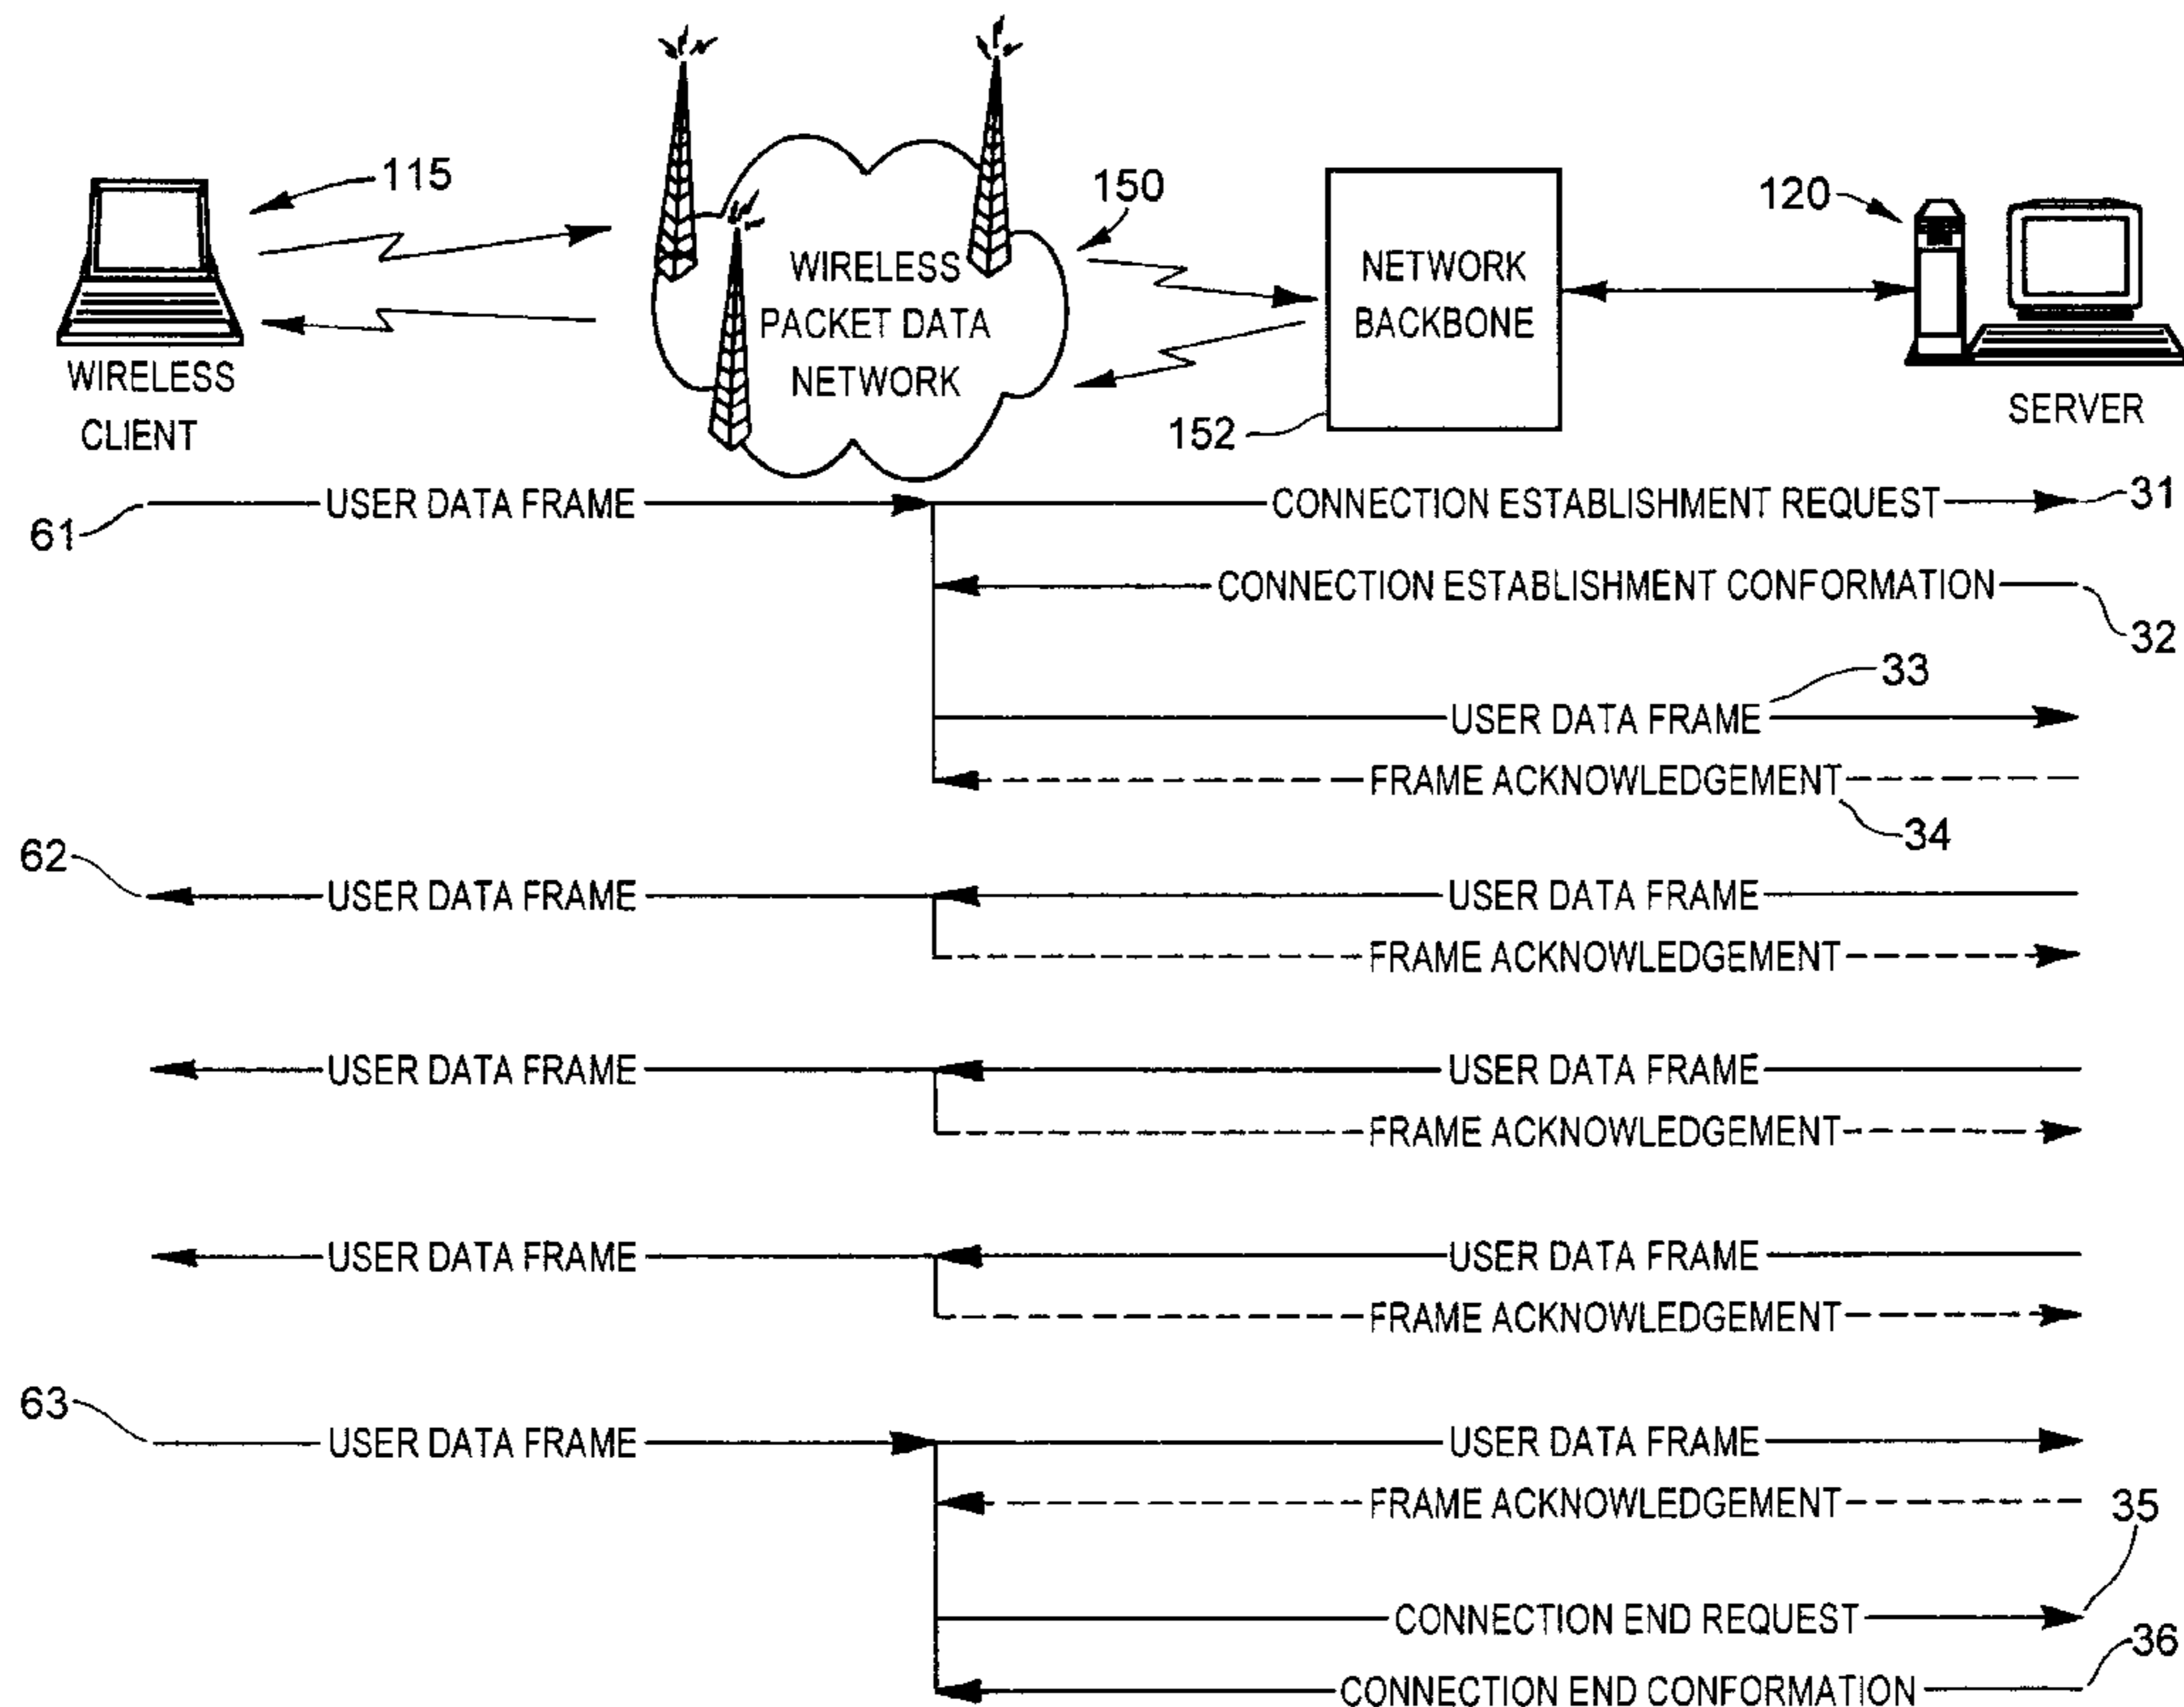 115
150
120
WIRELESS
PACKET DATA
NETWORK
NETWORK
BACKBONE
WIRELESS
CLIENT
152
SERVER
61
USER DATA FRAME
CONNECTION ESTABLISHMENT REQUEST
31
CONNECTION ESTABLISHMENT CONFORMATION
32
33
USER DATA FRAME
FRAME ACKNOWLEDGEMENT
34
62
USER DATA FRAME
USER DATA FRAME
FRAME ACKNOWLEDGEMENT
USER DATA FRAME
USER DATA FRAME
FRAME ACKNOWLEDGEMENT
USER DATA FRAME
USER DATA FRAME
FRAME ACKNOWLEDGEMENT
63
USER DATA FRAME
USER DATA FRAME
FRAME ACKNOWLEDGEMENT
35
CONNECTION END REQUEST
36
CONNECTION END CONFORMATION